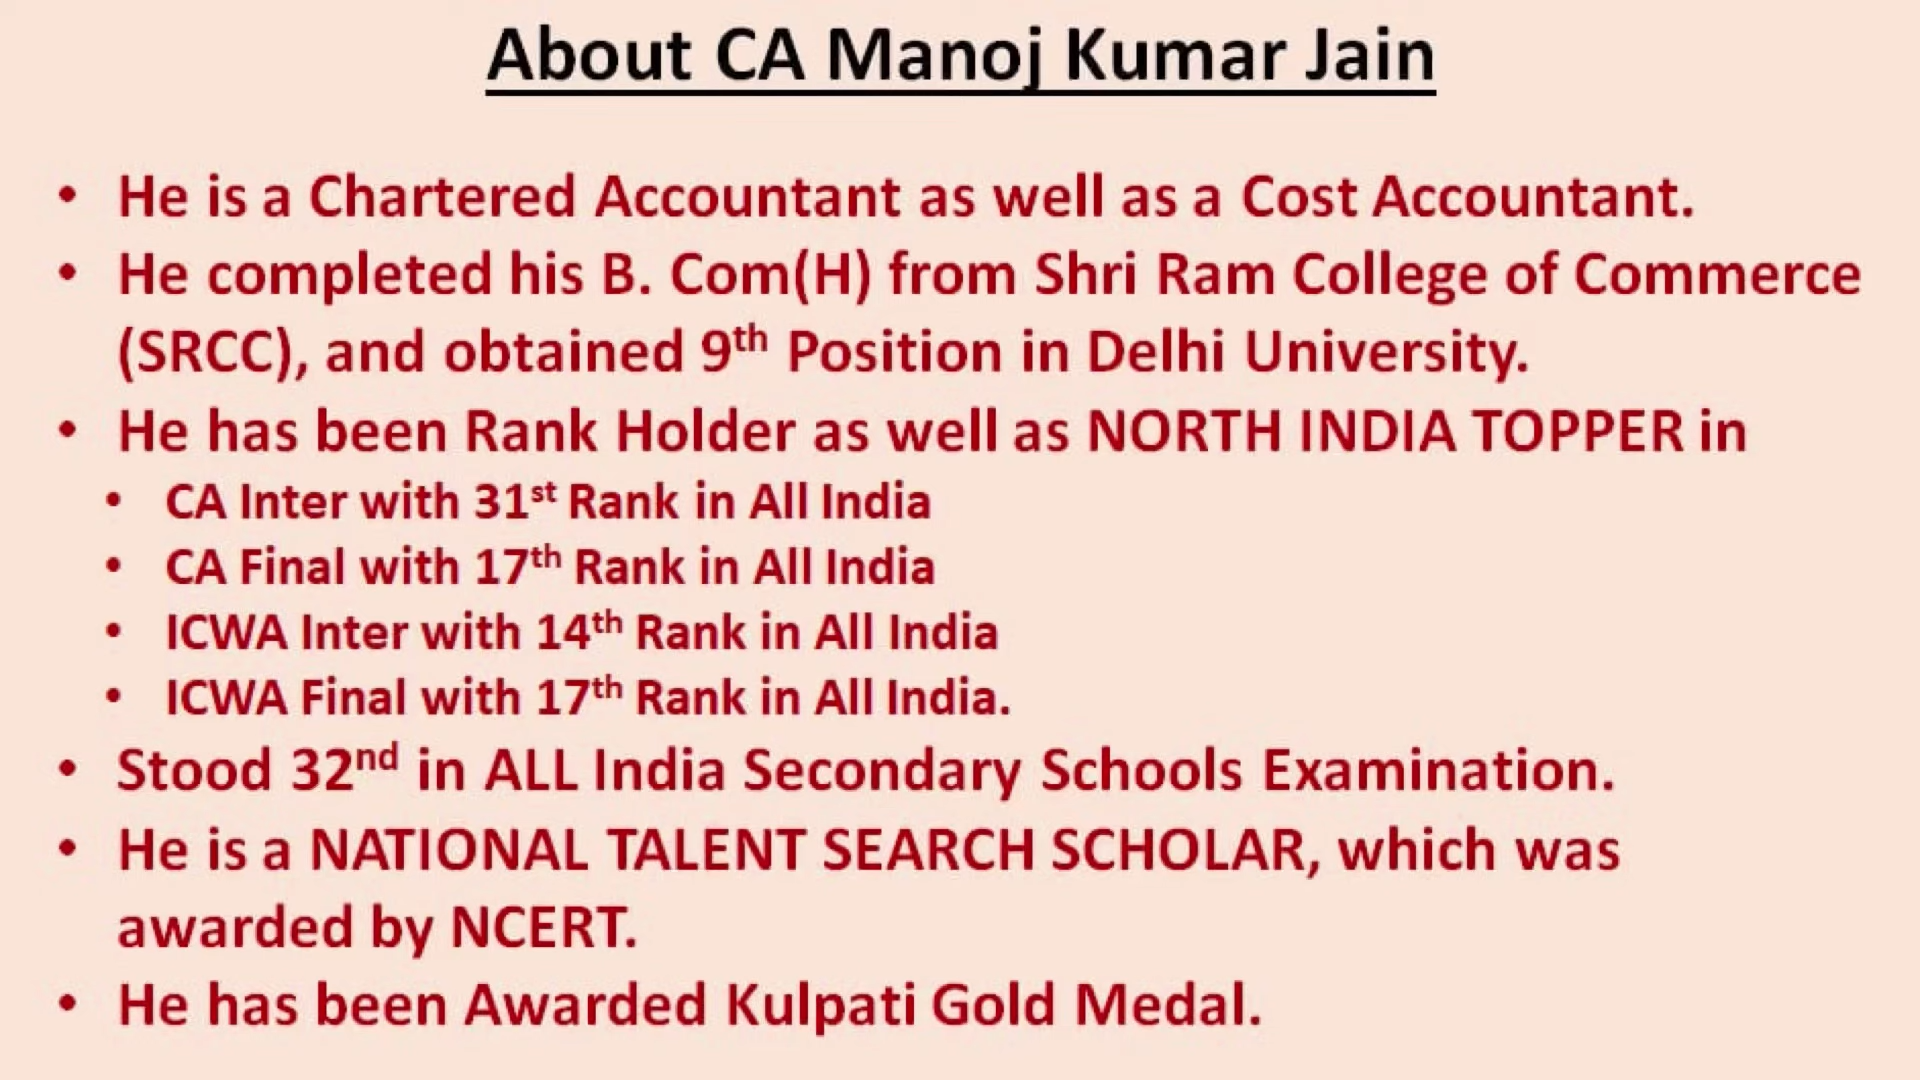 About CA Manoj Kumar Jain
• He is a Chartered Accountant as well as a Cost Accountant.
• He completed his B. Com(H) from Shri Ram College of Commerce
(SRCC), and obtained 9th Position in Delhi University.
• He has been Rank Holder as well as NORTH INDIA TOPPER in
• CA Inter with 31st Rank in All India
• CA Final with 17th Rank in All India
• ICWA Inter with 14th Rank in All India
• ICWA Final with 17th Rank in All India.
• Stood 32nd in ALL India Secondary Schools Examination.
• He is a NATIONAL TALENT SEARCH SCHOLAR, which was
awarded by NCERT.
• He has been Awarded Kulpati Gold Medal.